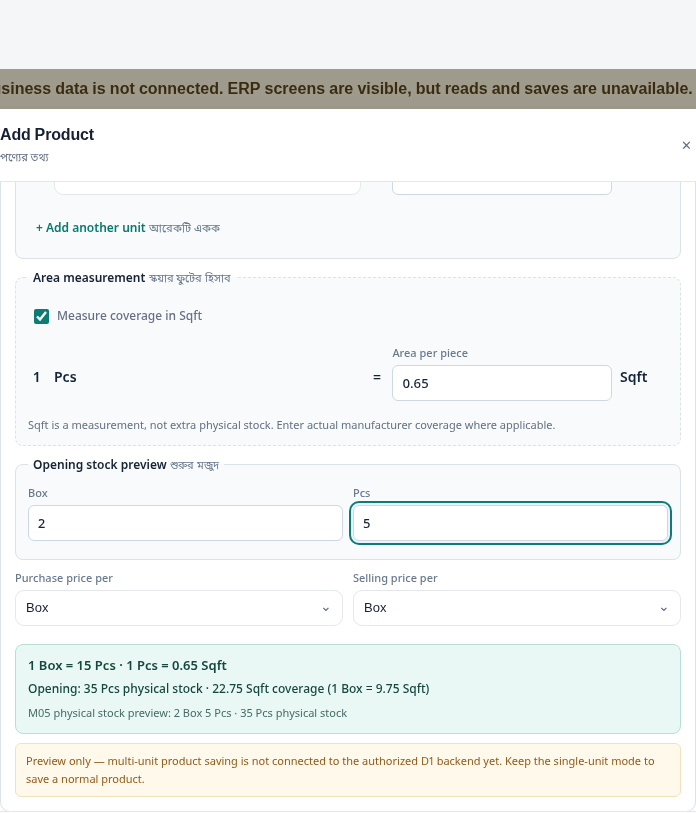 siness data is not connected. ERP screens are visible, but reads and saves are unavailable.
Add Product
পণ্যের তথ্য
×
+ Add another unit আরেকটি একক
Area measurement স্কয়ার ফুটের হিসাব
Measure coverage in Sqft
Area per piece
1 Pcs = 0.65 Sqft
Sqft is a measurement, not extra physical stock. Enter actual manufacturer coverage where applicable.
Opening stock preview শুরুর মজুদ
Box Pcs
2 5
Purchase price per Selling price per
Box Box
1 Box = 15 Pcs · 1 Pcs = 0.65 Sqft
Opening: 35 Pcs physical stock · 22.75 Sqft coverage (1 Box = 9.75 Sqft)
M05 physical stock preview: 2 Box 5 Pcs · 35 Pcs physical stock
Preview only — multi-unit product saving is not connected to the authorized D1 backend yet. Keep the single-unit mode to
save a normal product.